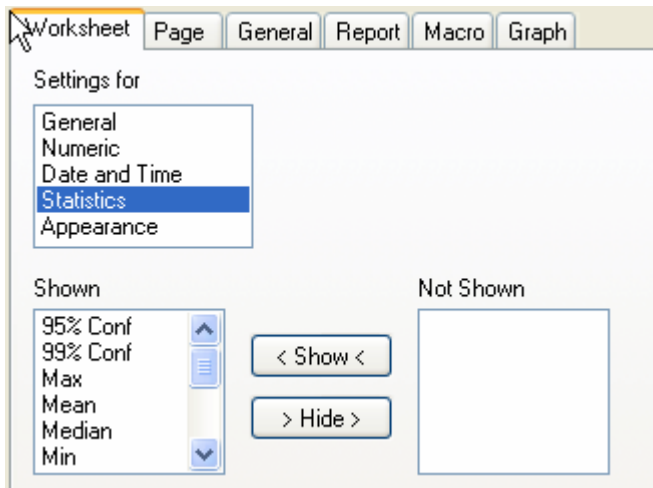 Worksheet Page General Report Macro Graph
Settings for
General
Numeric
Date and Time
Statistics
Appearance
Shown
Not Shown
95% Conf
99% Conf
Max
Mean
Median
Min
< Show <
> Hide >